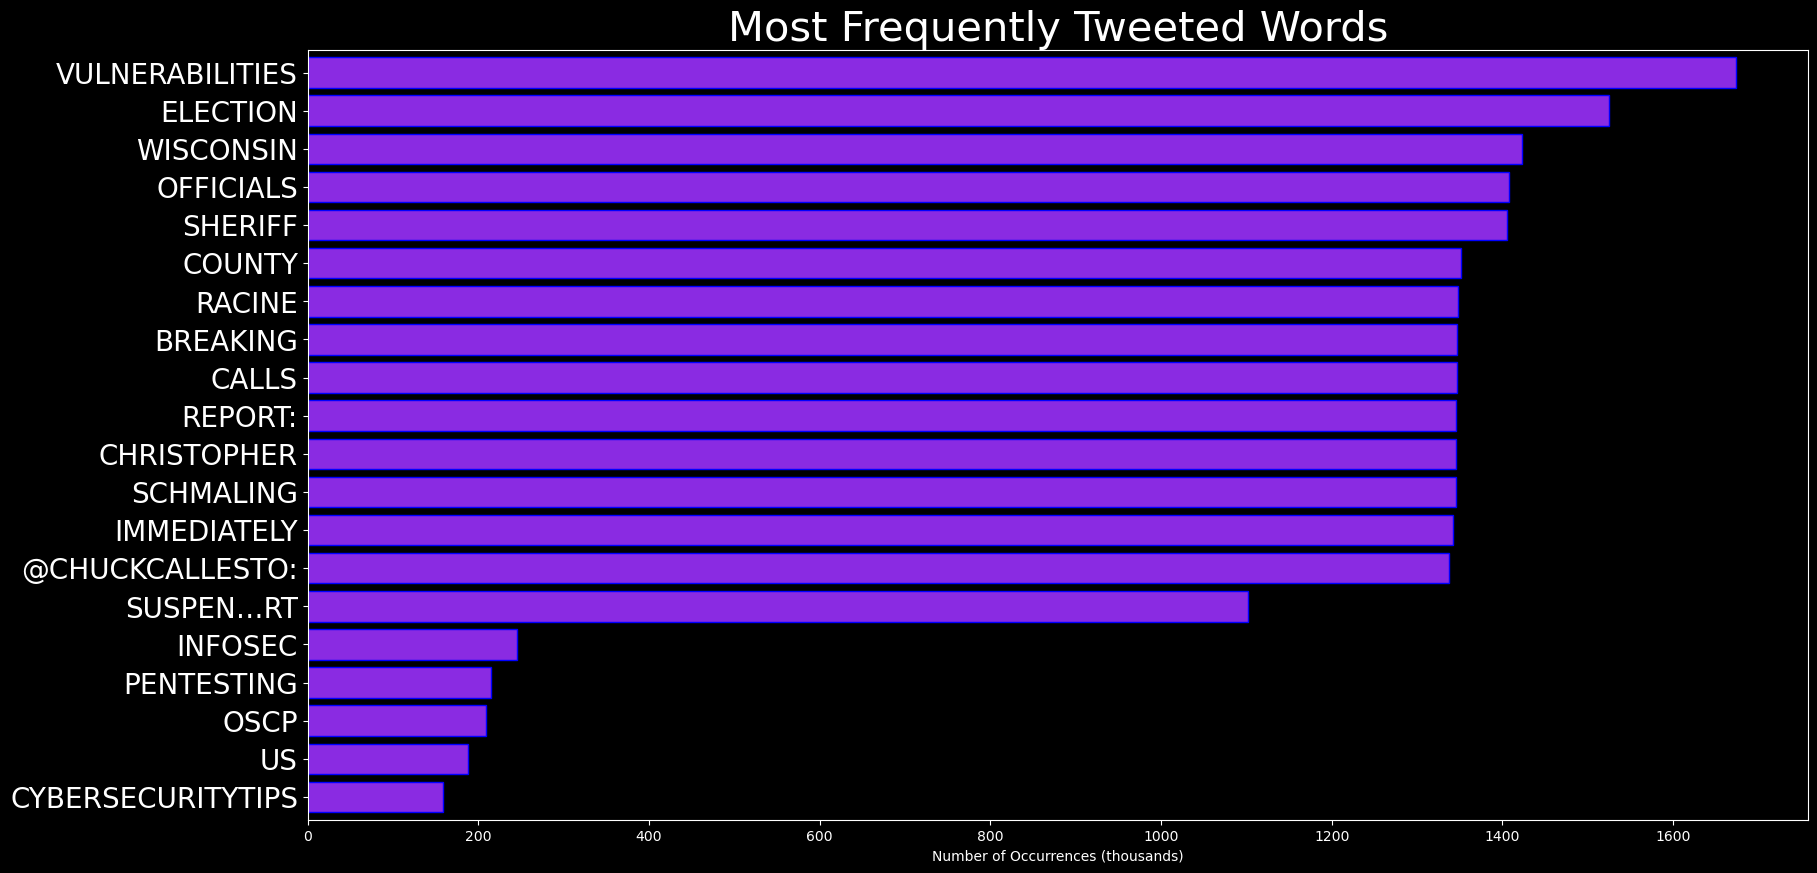 Most Frequently Tweeted Words
VULNERABILITIES
ELECTION
WISCONSIN
OFFICIALS
SHERIFF
COUNTY
RACINE
BREAKING
CALLS
REPORT:
CHRISTOPHER
SCHMALING
IMMEDIATELY
@CHUCKCALLESTO:
SUSPEN…RT
INFOSEC
PENTESTING
OSCP
US
CYBERSECURITYTIPS
0 200 400 600 800 1000 1200 1400 1600
Number of Occurrences (thousands)